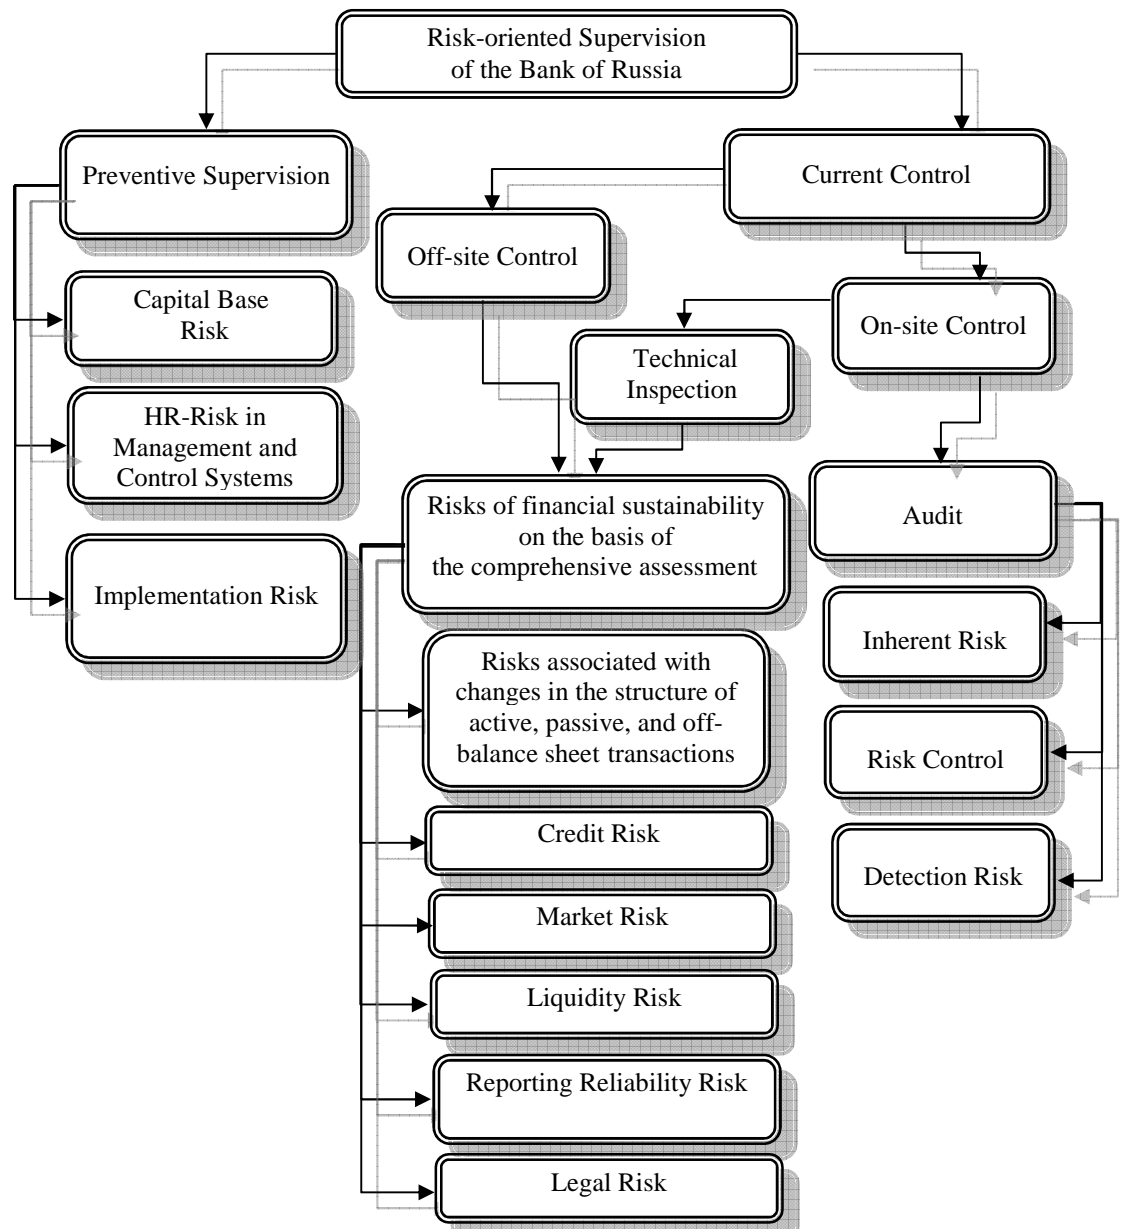 Risk-oriented Supervision
of the Bank of Russia
Preventive Supervision
Current Control
Off-site Control
Capital Base
Risk
On-site Control
Technical
Inspection
HR-Risk in
Management and
Control Systems
Risks of financial sustainability
on the basis of
the comprehensive assessment
Audit
Implementation Risk
Inherent Risk
Risks associated with
changes in the structure of
active, passive, and off-
balance sheet transactions
Risk Control
Credit Risk
Detection Risk
Market Risk
Liquidity Risk
Reporting Reliability Risk
Legal Risk